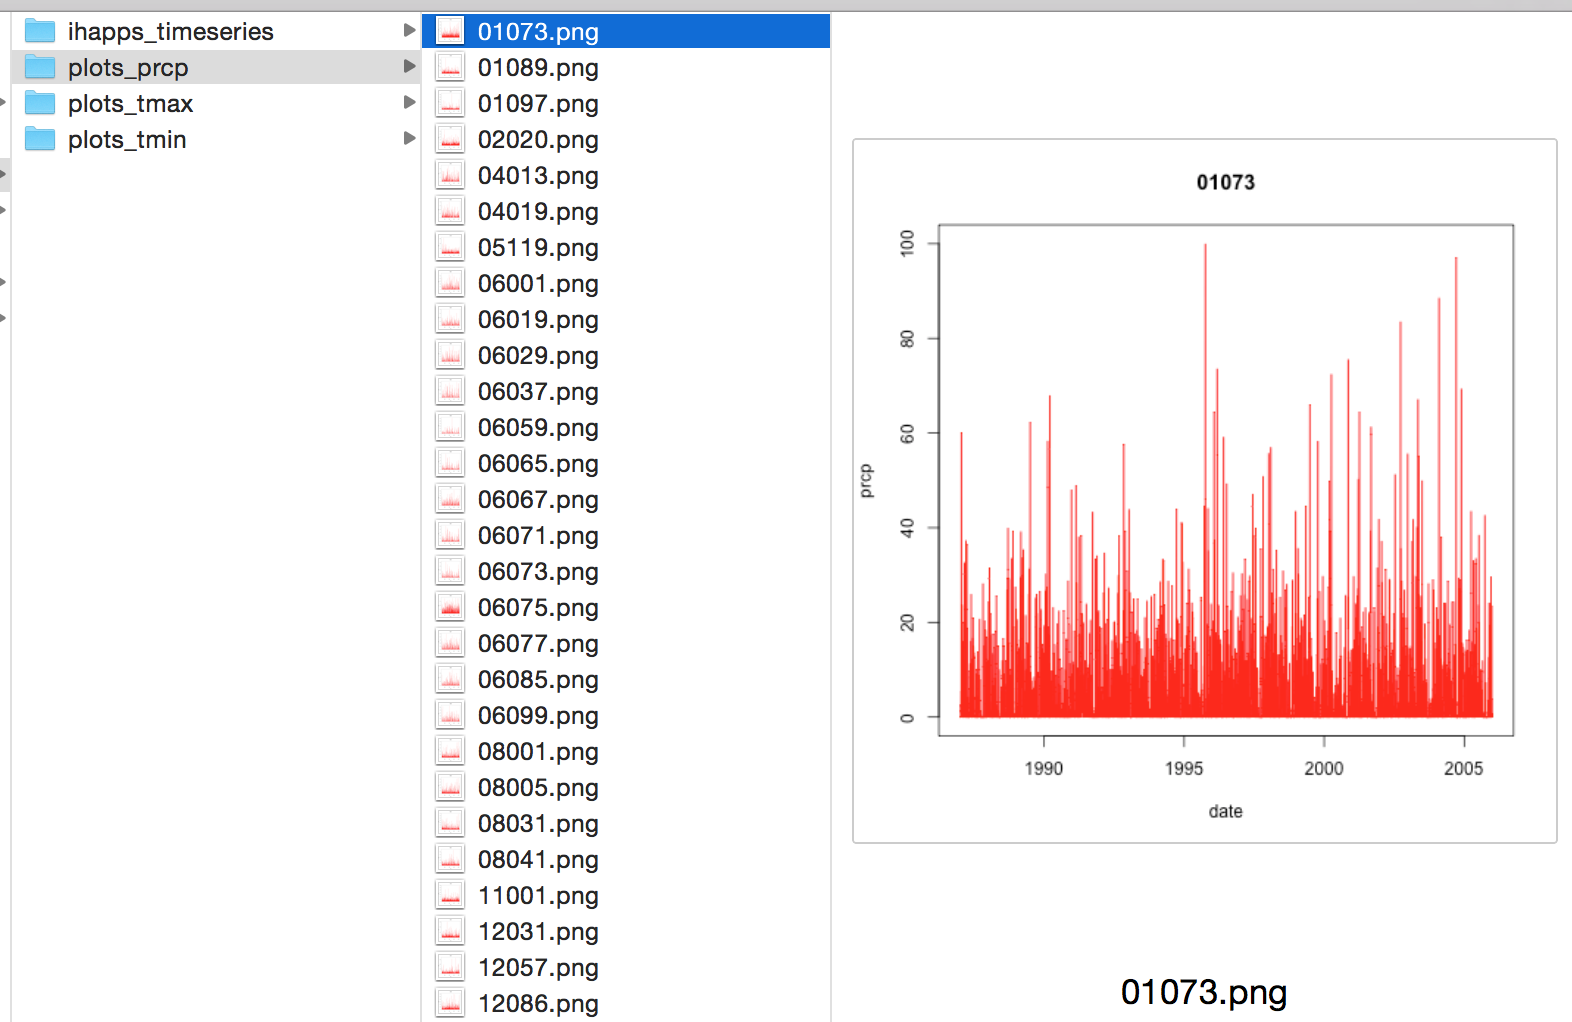 ihapps_timeseries
plots_prcp
plots_tmax
plots_tmin
01073.png
01089.png
01097.png
02020.png
04013.png
04019.png
05119.png
06001.png
06019.png
06029.png
06037.png
06059.png
06065.png
06067.png
06071.png
06073.png
06075.png
06077.png
06085.png
06099.png
08001.png
08005.png
08031.png
08041.png
11001.png
12031.png
12057.png
12086.png
01073
prcp
100
80
60
40
20
0
1990 1995 2000 2005
date
01073.png